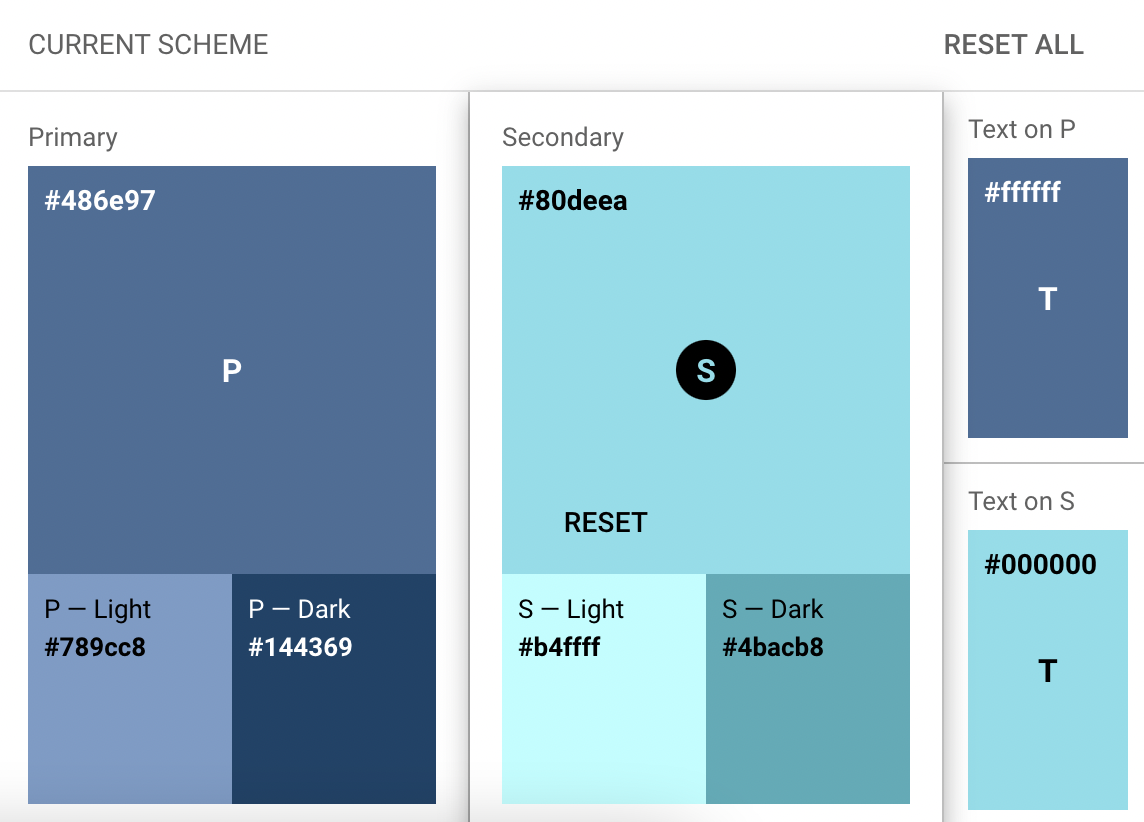 CURRENT SCHEME
RESET ALL
Primary
#486e97
P
P — Light
#789cc8
P — Dark
#144369
Secondary
#80deea
S
RESET
S — Light
#b4ffff
S — Dark
#4bacb8
Text on P
#ffffff
T
Text on S
#000000
T